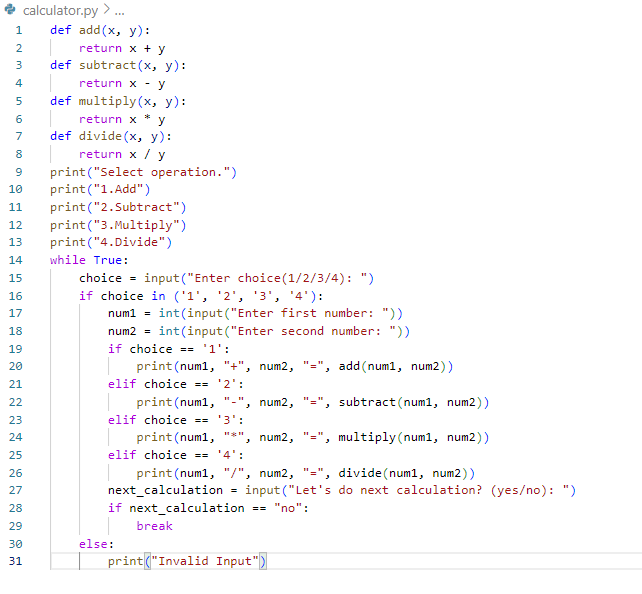 calculator.py > ...
1 def add(x, y):
2     return x + y
3 def subtract(x, y):
4     return x - y
5 def multiply(x, y):
6     return x * y
7 def divide(x, y):
8     return x / y
9 print("Select operation.")
10 print("1.Add")
11 print("2.Subtract")
12 print("3.Multiply")
13 print("4.Divide")
14 while True:
15     choice = input("Enter choice(1/2/3/4): ")
16     if choice in ('1', '2', '3', '4'):
17         num1 = int(input("Enter first number: "))
18         num2 = int(input("Enter second number: "))
19         if choice == '1':
20             print(num1, "+", num2, "=", add(num1, num2))
21         elif choice == '2':
22             print(num1, "-", num2, "=", subtract(num1, num2))
23         elif choice == '3':
24             print(num1, "*", num2, "=", multiply(num1, num2))
25         elif choice == '4':
26             print(num1, "/", num2, "=", divide(num1, num2))
27         next_calculation = input("Let's do next calculation? (yes/no): ")
28         if next_calculation == "no":
29             break
30     else:
31         print("Invalid Input")